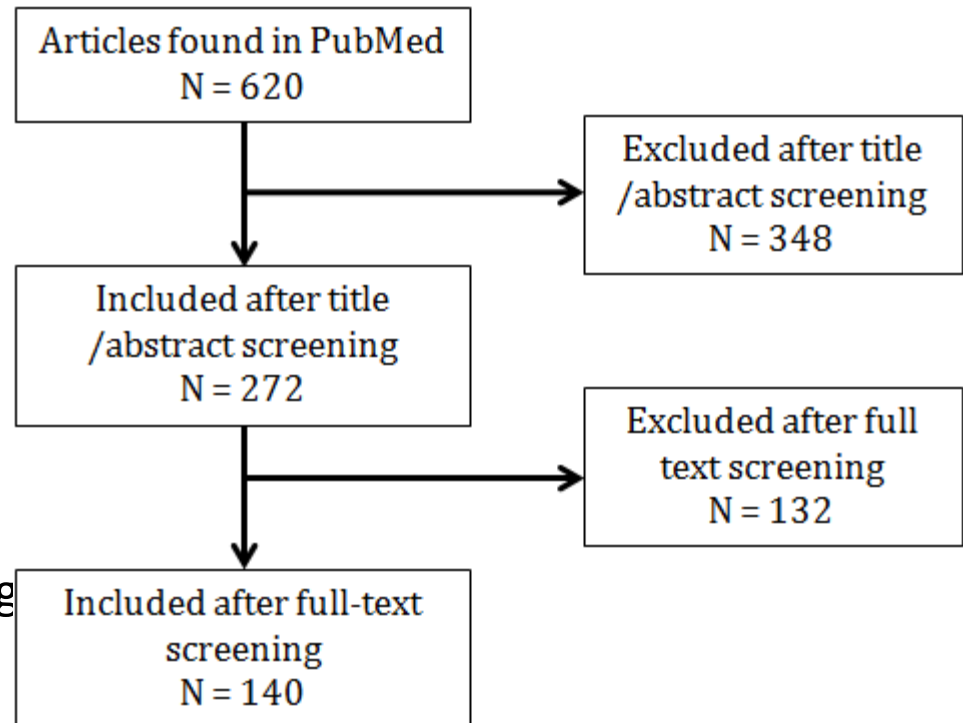 Articles found in PubMed
N = 620
Excluded after title
/abstract screening
N = 348
Included after title
/abstract screening
N = 272
Excluded after full
text screening
N = 132
g
Included after full-text
screening
N = 140